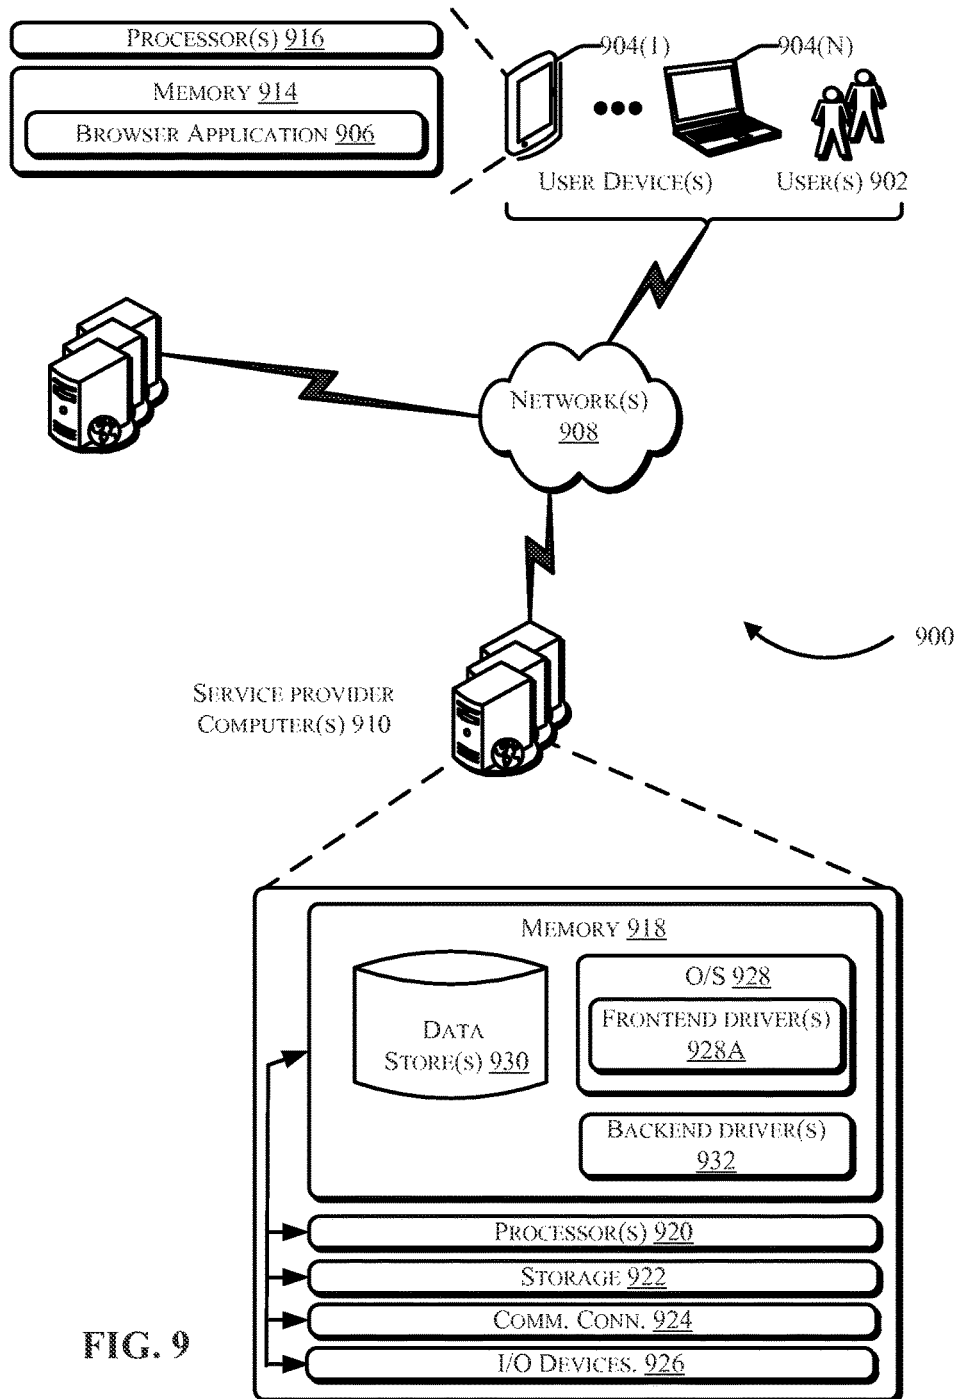 PROCESSOR(S) 916
MEMORY 914
BROWSER APPLICATION 906
904(1)
904(N)
USER DEVICE(S)
USER(S) 902
NETWORK(S)
908
900
SERVICE PROVIDER
COMPUTER(S) 910
MEMORY 918
DATA
STORE(S) 930
O/S 928
FRONTEND DRIVER(S)
928A
BACKEND DRIVER(S)
932
PROCESSOR(S) 920
STORAGE 922
COMM. CONN. 924
I/O DEVICES. 926
FIG. 9